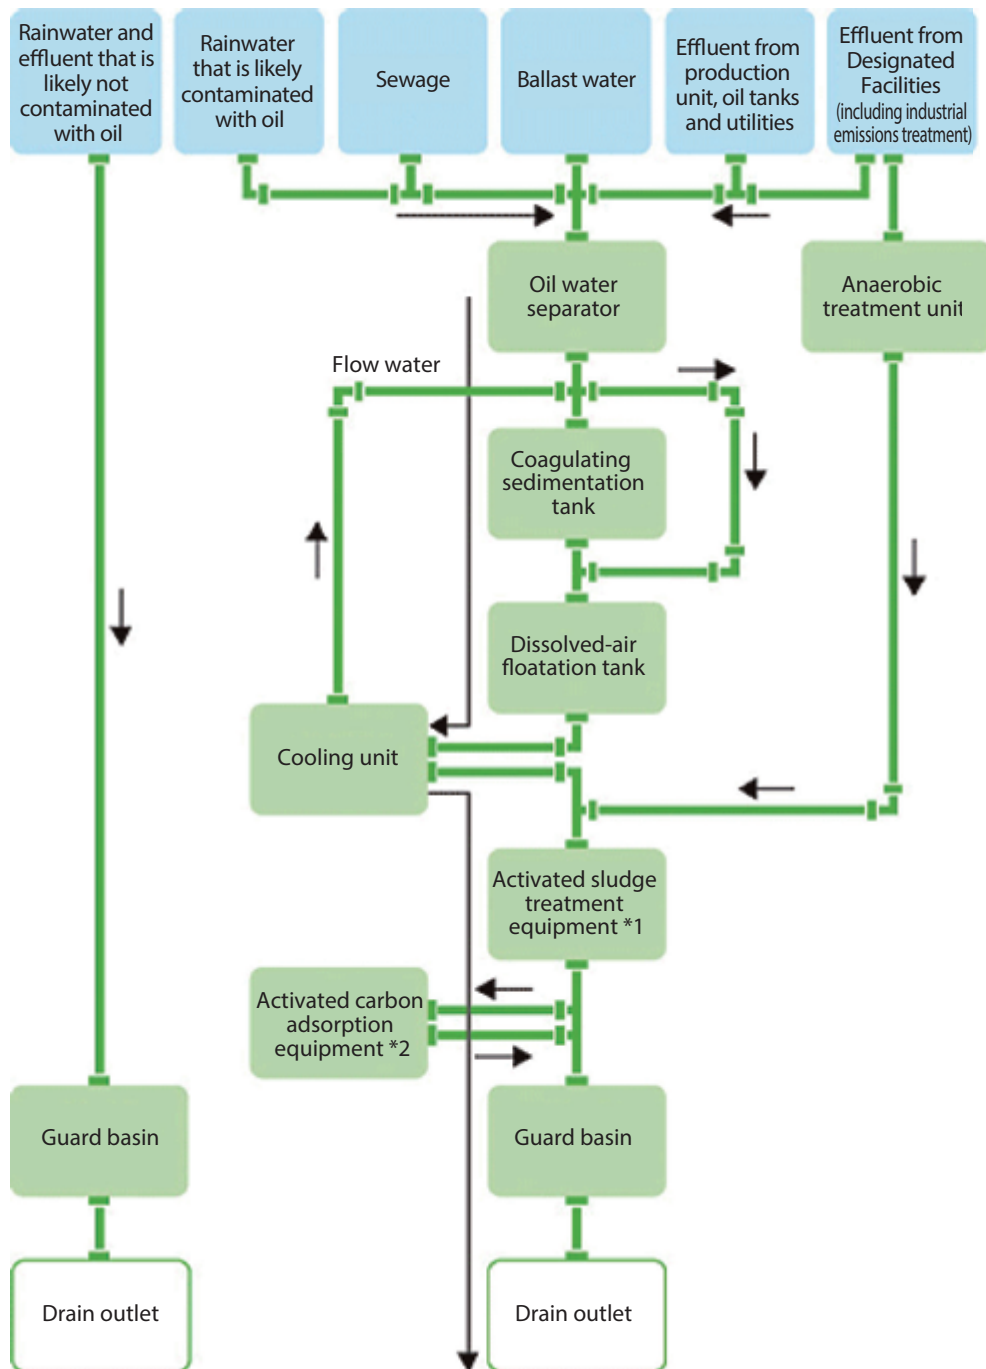 Rainwater and
effluent that is
likely not
contaminated
with oil
Rainwater
that is likely
contaminated
with oil
Sewage
Ballast water
Effluent from
production
unit, oil tanks
and utilities
Effluent from
Designated
Facilities
(including industrial
emissions treatment)
Oil water
separator
Anaerobic
treatment unit
Flow water
Coagulating
sedimentation
tank
Dissolved-air
floatation tank
Cooling unit
Activated sludge
treatment
equipment *1
Activated carbon
adsorption
equipment *2
Guard basin
Guard basin
Drain outlet
Drain outlet